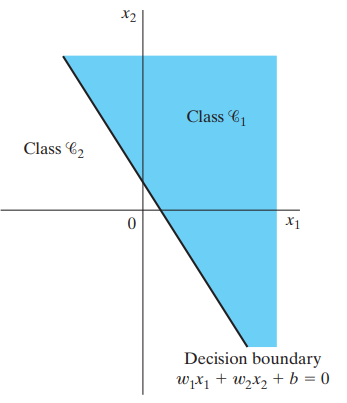 x₂
Class 𝒞₁
Class 𝒞₂
0
x₁
Decision boundary
w₁x₁ + w₂x₂ + b = 0